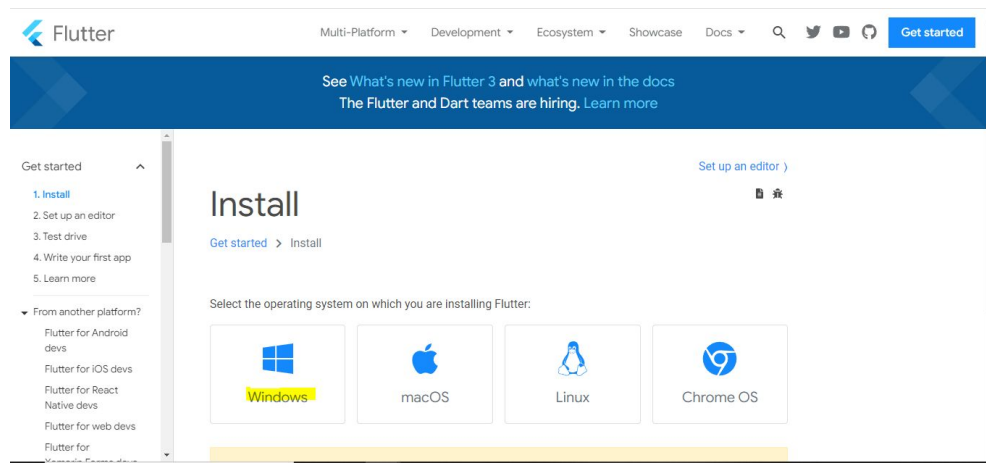 Flutter
Multi-Platform Development Ecosystem Showcase Docs Get started
See What's new in Flutter 3 and what's new in the docs
The Flutter and Dart teams are hiring. Learn more
Get started
1. Install
2. Set up an editor
3. Test drive
4. Write your first app
5. Learn more
From another platform?
Flutter for Android
devs
Flutter for iOS devs
Flutter for React
Native devs
Flutter for web devs
Flutter for
Set up an editor
Install
Get started > Install
Select the operating system on which you are installing Flutter:
Windows macOS Linux Chrome OS